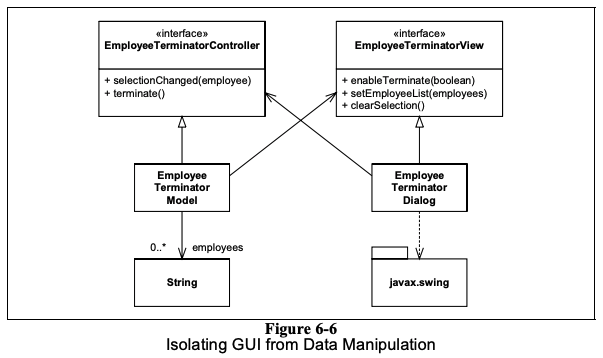 «interface»
EmployeeTerminatorController
+ selectionChanged(employee)
+ terminate()
«interface»
EmployeeTerminatorView
+ enableTerminate(boolean)
+ setEmployeeList(employees)
+ clearSelection()
Employee
Terminator
Model
Employee
Terminator
Dialog
0..*
employees
String
javax.swing
Figure 6-6
Isolating GUI from Data Manipulation